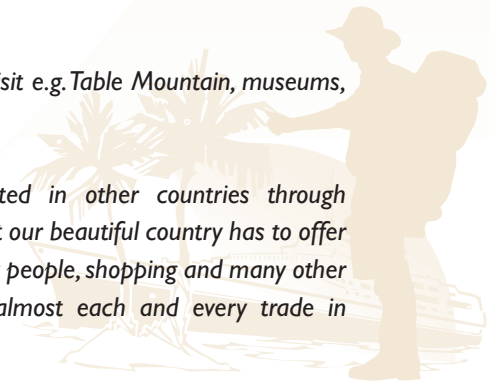 sit e.g. Table Mountain, museums,
ted in other countries through
our beautiful country has to offer
people, shopping and many other
almost each and every trade in